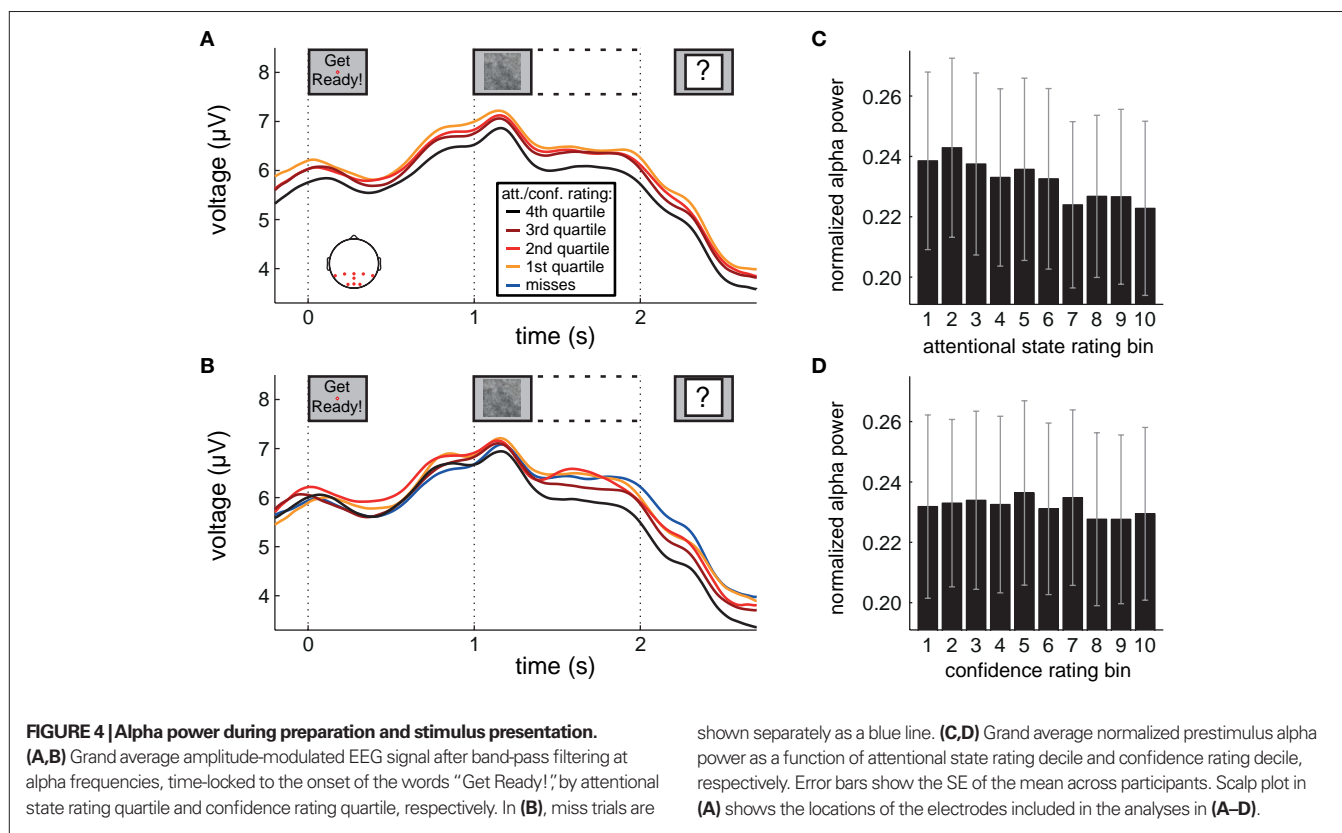 A
Get
Ready!
?
8
7
6
5
4
voltage (µV)
att./conf. rating:
4th quartile
3rd quartile
2nd quartile
1st quartile
misses
0
1
2
time (s)
B
Get
Ready!
?
8
7
6
5
4
voltage (µV)
0
1
2
time (s)
C
normalized alpha power
0.26
0.24
0.22
0.20
1 2 3 4 5 6 7 8 9 10
attentional state rating bin
D
normalized alpha power
0.26
0.24
0.22
0.20
1 2 3 4 5 6 7 8 9 10
confidence rating bin
FIGURE 4 | Alpha power during preparation and stimulus presentation.
(A,B) Grand average amplitude-modulated EEG signal after band-pass filtering at
alpha frequencies, time-locked to the onset of the words “Get Ready!”, by attentional
state rating quartile and confidence rating quartile, respectively. In (B), miss trials are
shown separately as a blue line. (C,D) Grand average normalized prestimulus alpha
power as a function of attentional state rating decile and confidence rating decile,
respectively. Error bars show the SE of the mean across participants. Scalp plot in
(A) shows the locations of the electrodes included in the analyses in (A–D).